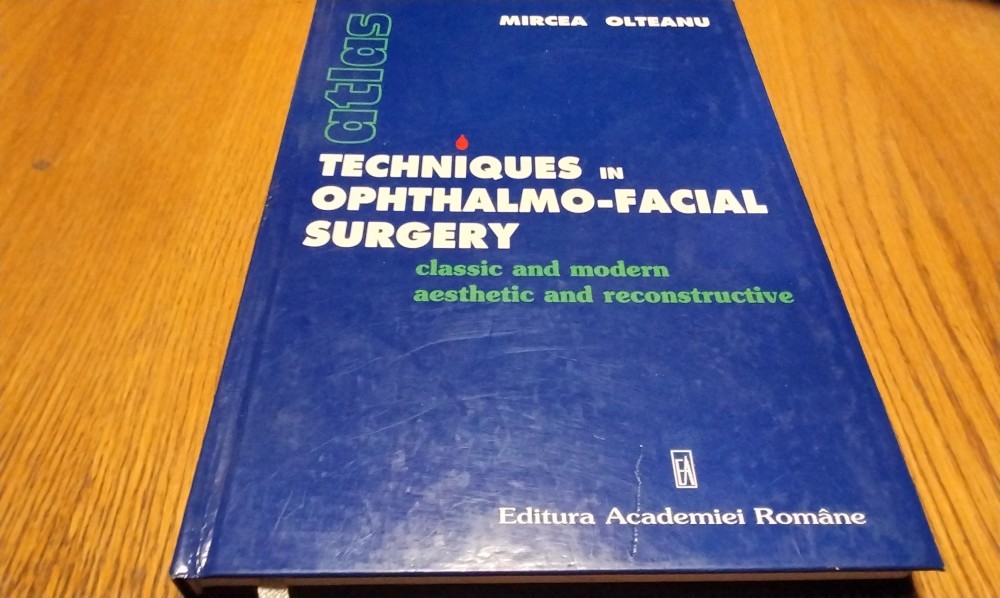 MIRCEA OLTEANU
atlas
TECHNIQUES IN
OPHTHALMO-FACIAL
SURGERY
classic and modern
aesthetic and reconstructive
EA
Editura Academiei Române